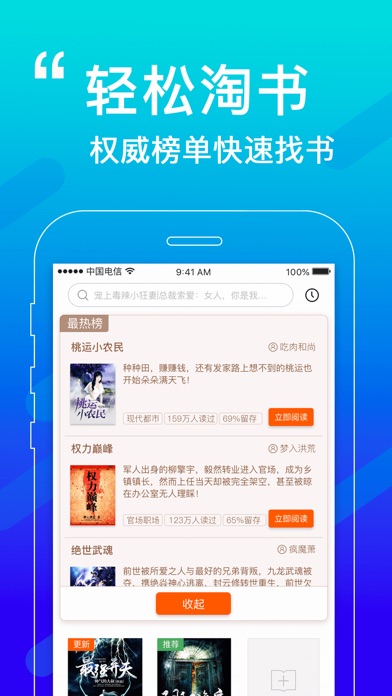 “
轻松淘书
权威榜单快速找书
中国电信 9:41 AM 100%
宠上毒辣小狂妻|总裁索爱：女人，你是我...
最热榜
桃运小农民
吃肉和尚
种种田，赚赚钱，还有发家路上想不到的桃运也
开始朵朵满天飞！
桃运
小农民
现代都市 159万人读过 69%留存 立即阅读
权力巅峰
梦入洪荒
军人出身的柳擎宇，毅然转业进入官场，成为乡
镇镇长，然而上任当天却被完全架空，甚至被晾
在办公室无人理睬！
权力
巅峰
官场职场 123万人读过 65%留存 立即阅读
绝世武魂
疯魔萧
前世被所爱之人与最好的兄弟背叛，九龙武魂被
夺，携绝焱神心逃离，封云修转世重生，前世欠
收起
更新
推荐